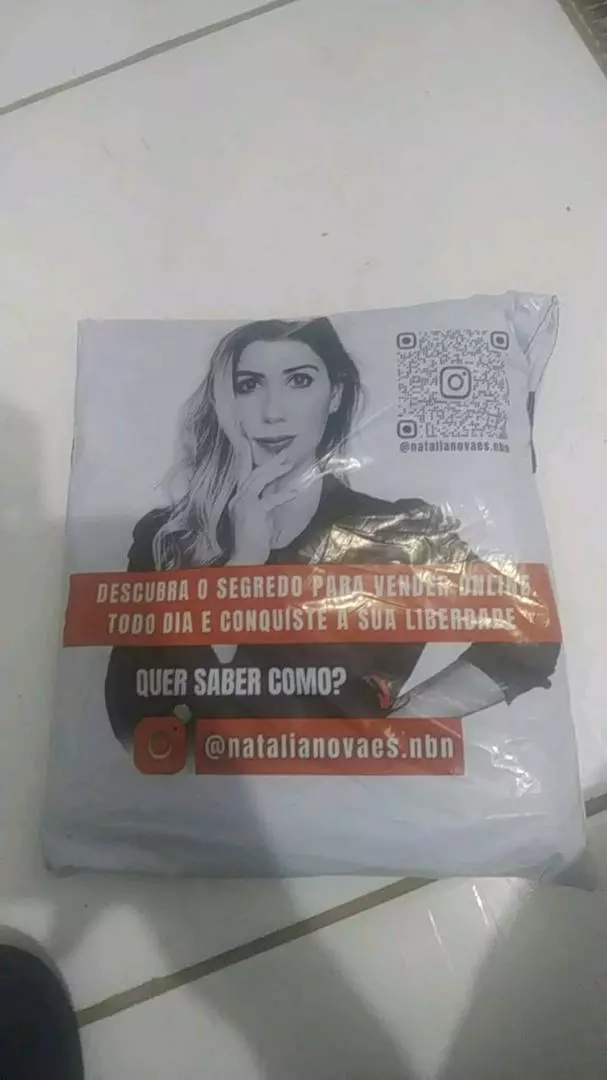 @natalianovaes.nbn
DESCUBRA O SEGREDO PARA VENDER ONLINE
TODO DIA E CONQUISTE A SUA LIBERDADE
QUER SABER COMO?
@natalianovaes.nbn